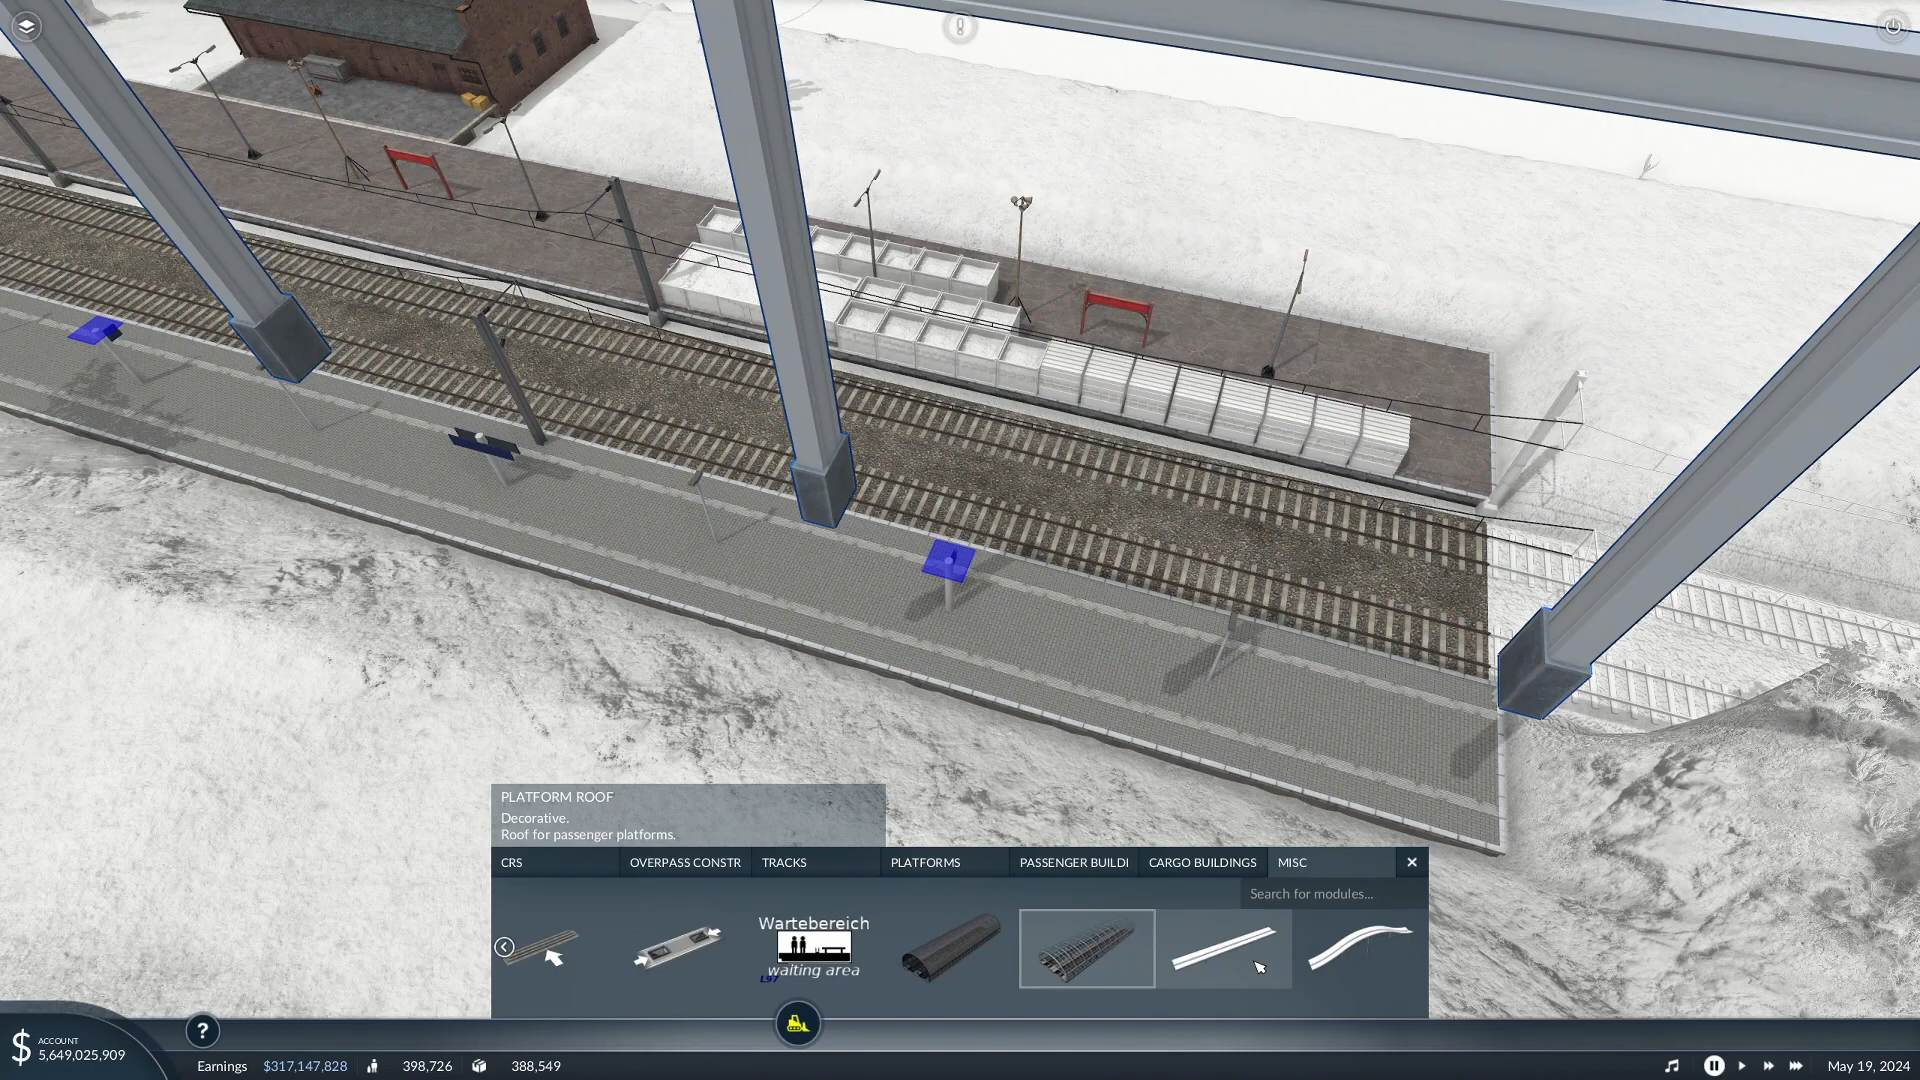 PLATFORM ROOF
Decorative.
Roof for passenger platforms.
CRS
OVERPASS CONSTR
TRACKS
PLATFORMS
PASSENGER BUILDI
CARGO BUILDINGS
MISC
Search for modules...
Wartebereich
waiting area
L97
?
$
ACCOUNT
5,649,025,909
Earnings
$317,147,828
398,726
388,549
May 19, 2024